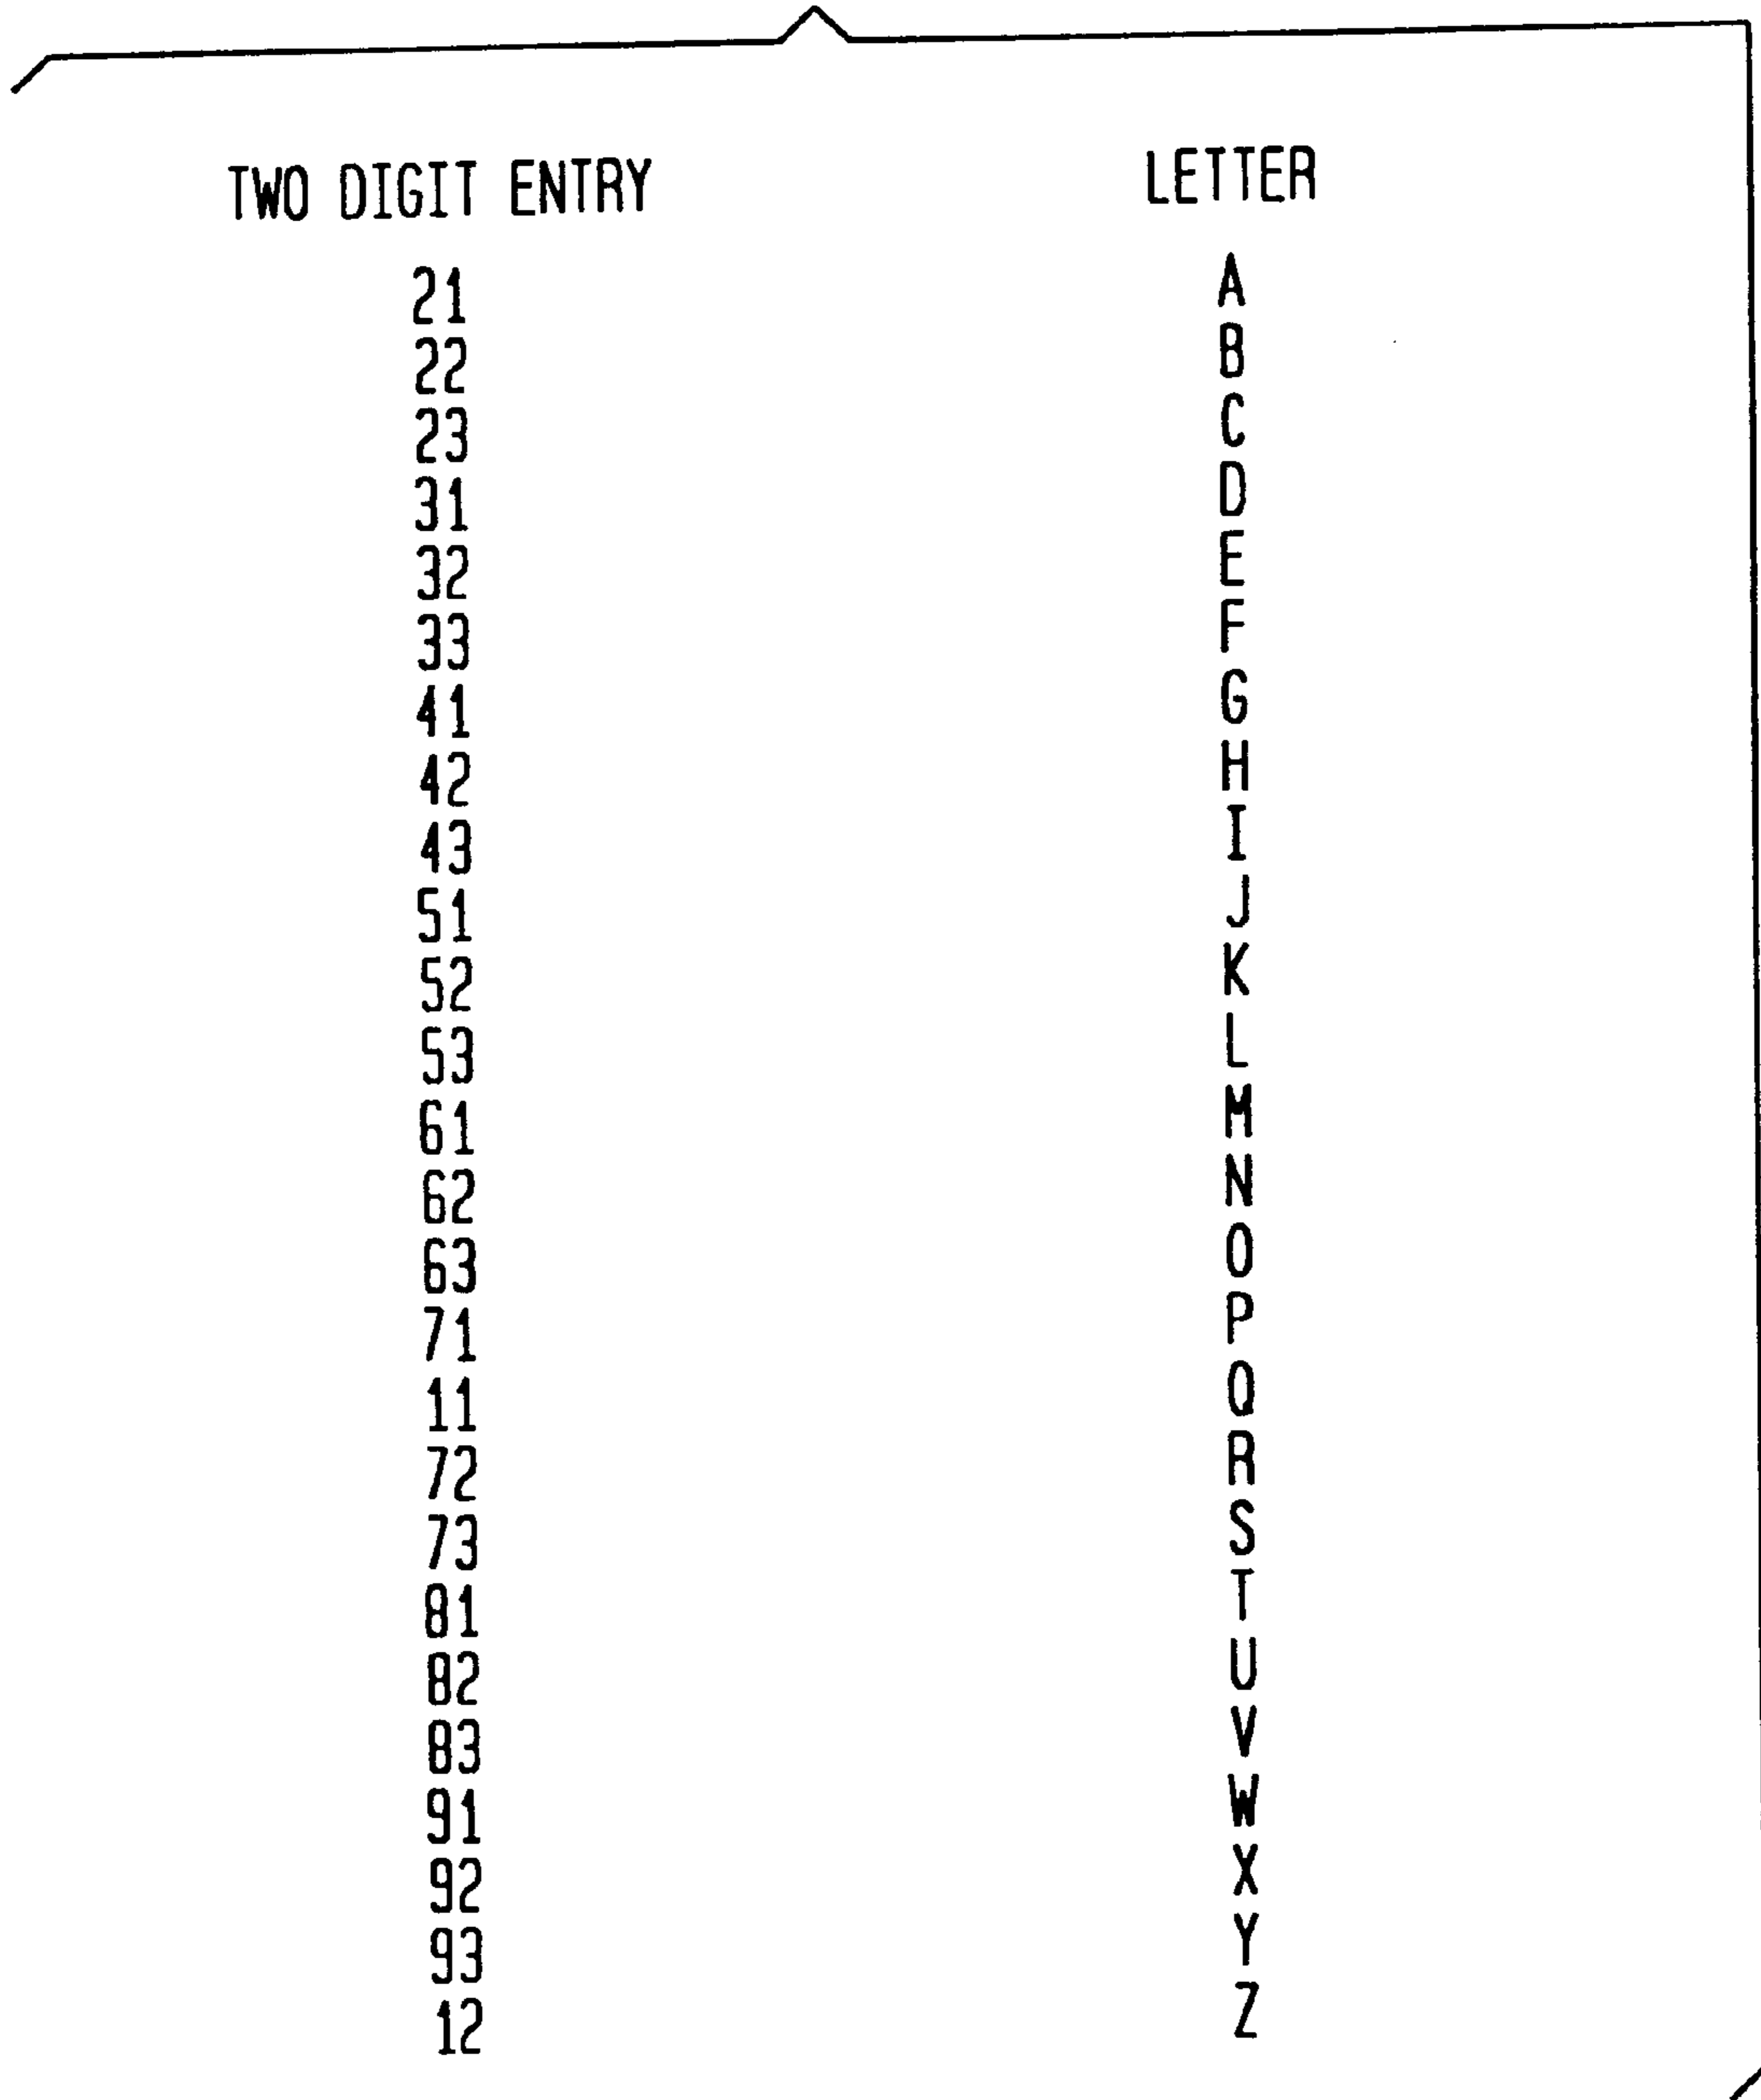 TWO DIGIT ENTRY LETTER
21 A
22 B
23 C
31 D
32 E
33 F
41 G
42 H
43 I
51 J
52 K
53 L
61 M
62 N
63 O
71 P
11 Q
72 R
73 S
81 T
82 U
83 V
91 W
92 X
93 Y
12 Z